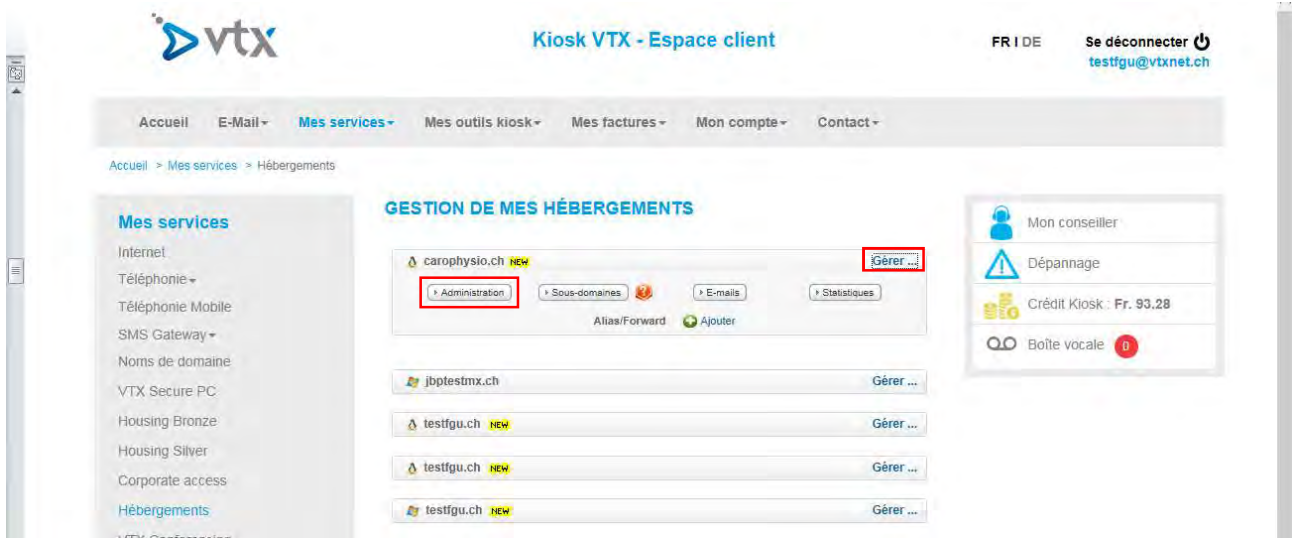 vtx
Kiosk VTX - Espace client
FR I DE
Se déconnecter
testfgu@vtxnet.ch
Accueil E-Mail Mes services Mes outils kiosk Mes factures Mon compte Contact
Accueil > Mes services > Hébergements
Mes services
Internet
Téléphonie
Téléphonie Mobile
SMS Gateway
Noms de domaine
VTX Secure PC
Housing Bronze
Housing Silver
Corporate access
Hébergements
GESTION DE MES HÉBERGEMENTS
carophysio.ch NEW Gérer ...
Administration Sous-domaines E-mails Statistiques
Alias/Forward Ajouter
jbptestmx.ch Gérer ...
testfgu.ch NEW Gérer ...
testfgu.ch NEW Gérer ...
testfgu.ch NEW Gérer ...
Mon conseiller
Dépannage
Crédit Kiosk : Fr. 93.28
Boîte vocale